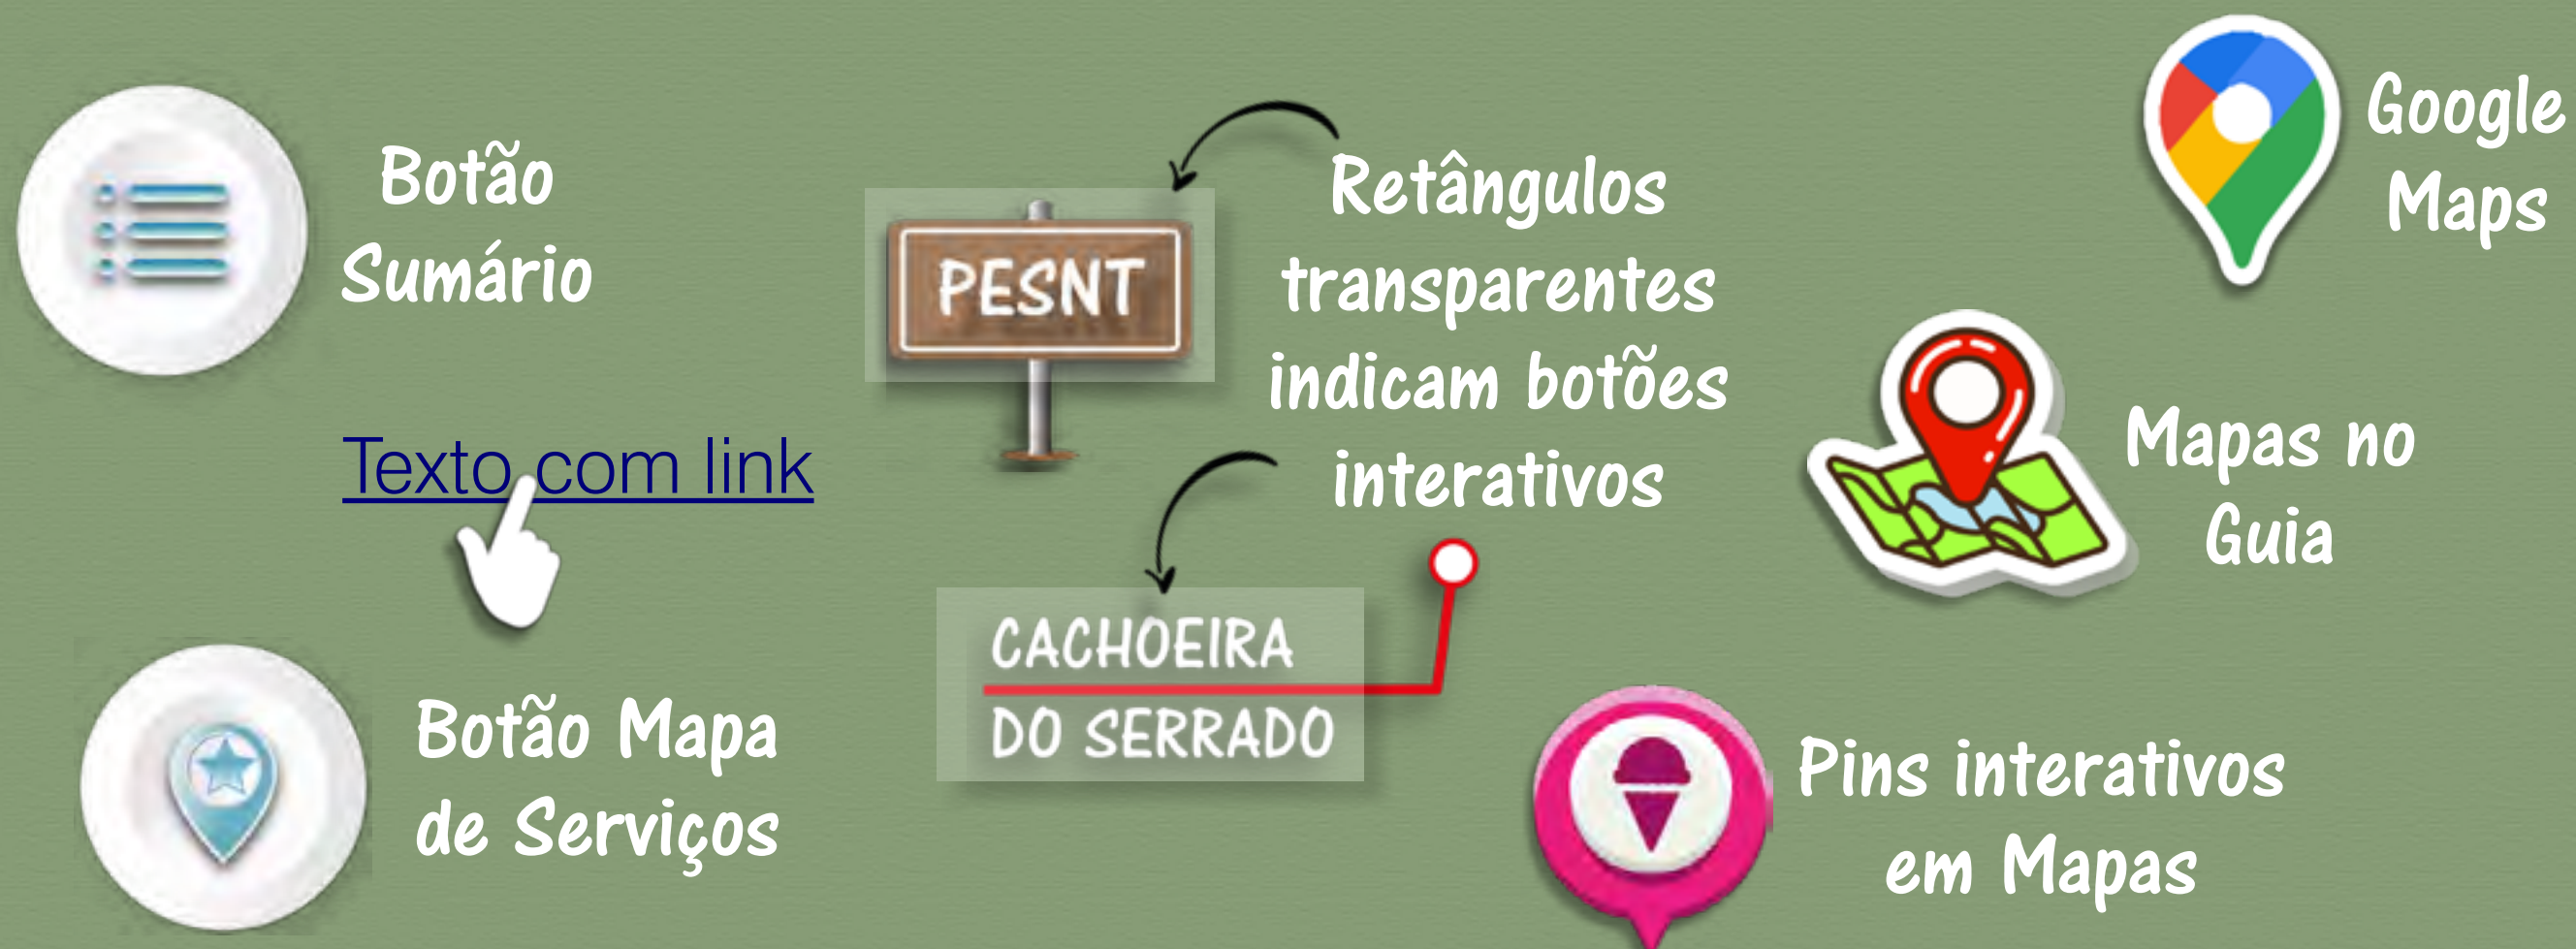 Botão
Sumário
Texto com link
Botão Mapa
de Serviços
PESNT
Retângulos
transparentes
indicam botões
interativos
CACHOEIRA
DO SERRADO
Google
Maps
Mapas no
Guia
Pins interativos
em Mapas